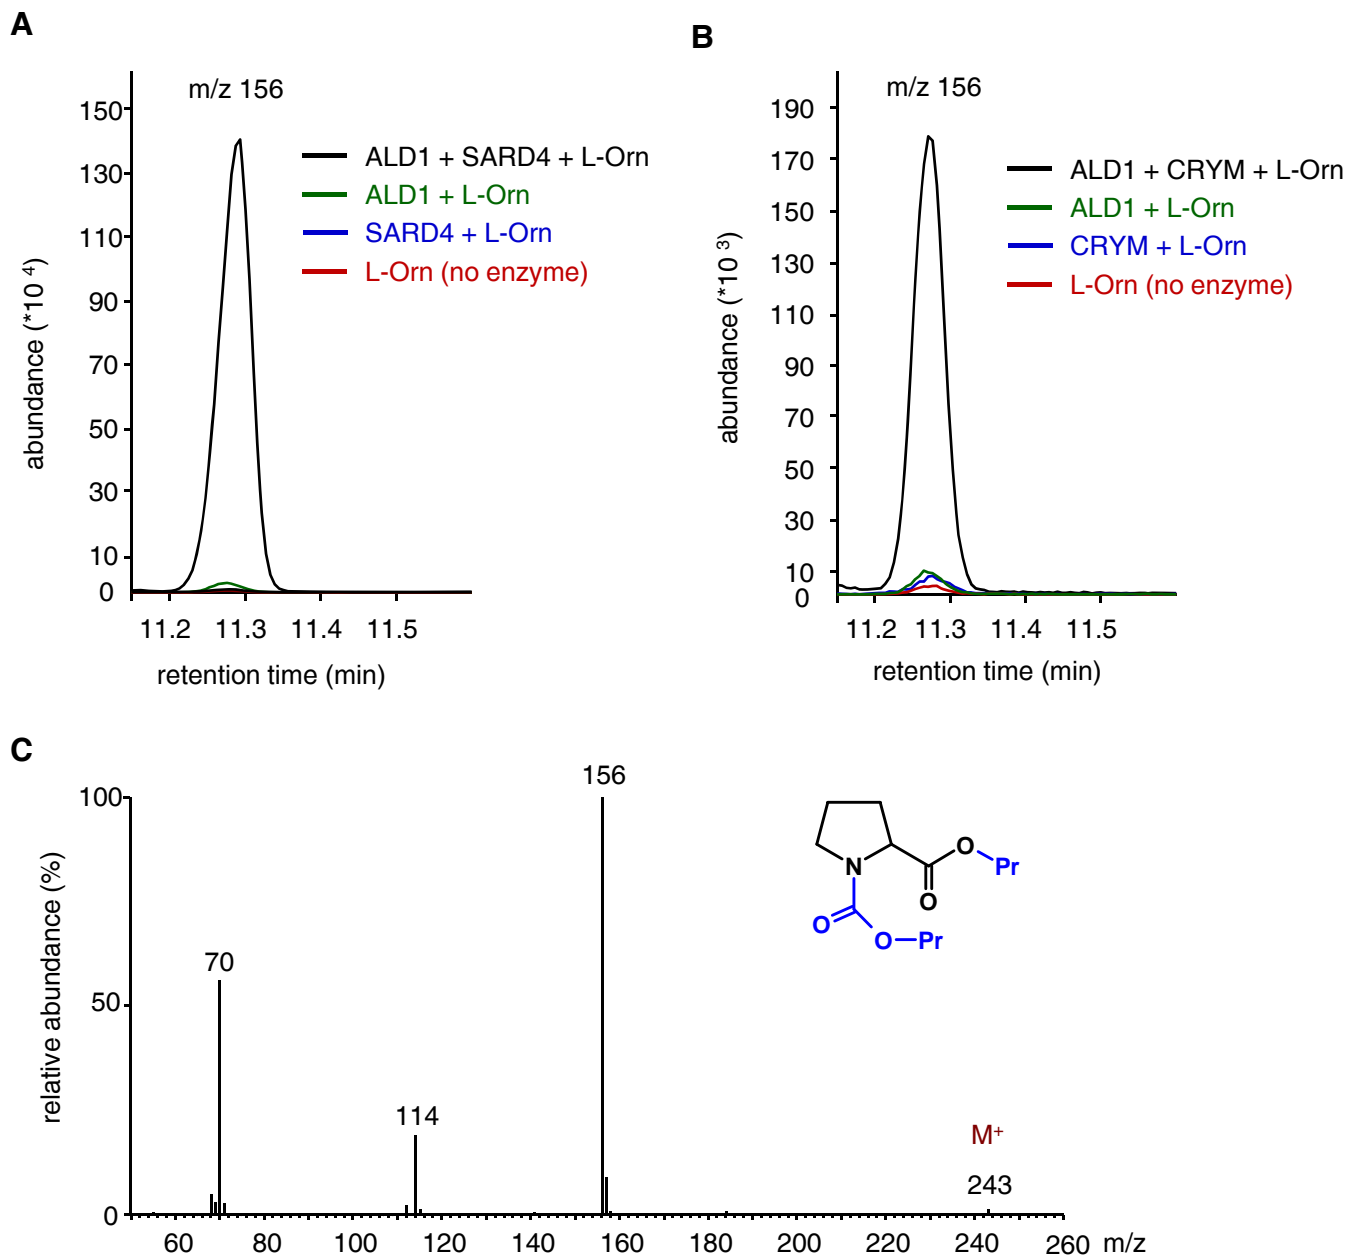 A
m/z 156
150
130
110
90
70
50
30
10
0
abundance (*10 4)
11.2 11.3 11.4 11.5
retention time (min)
ALD1 + SARD4 + L-Orn
ALD1 + L-Orn
SARD4 + L-Orn
L-Orn (no enzyme)
B
m/z 156
190
170
150
130
110
90
70
50
30
10
0
abundance (*10 3)
11.2 11.3 11.4 11.5
retention time (min)
ALD1 + CRYM + L-Orn
ALD1 + L-Orn
CRYM + L-Orn
L-Orn (no enzyme)
C
100
50
0
relative abundance (%)
156
70
114
M+
243
60 80 100 120 140 160 180 200 220 240 260 m/z
N
O
Pr
O
O
O
Pr